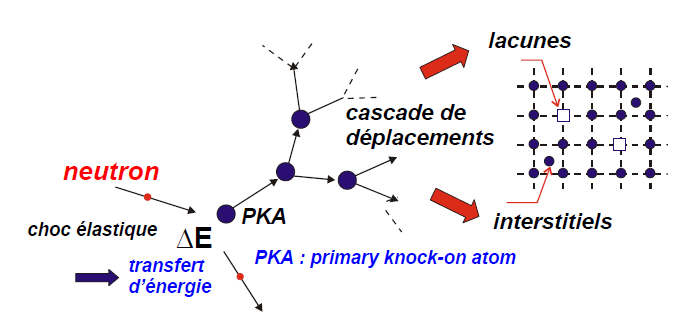 lacunes
cascade de
déplacements
neutron
PKA
interstitiels
choc élastique
ΔE
PKA : primary knock-on atom
transfert
d'énergie